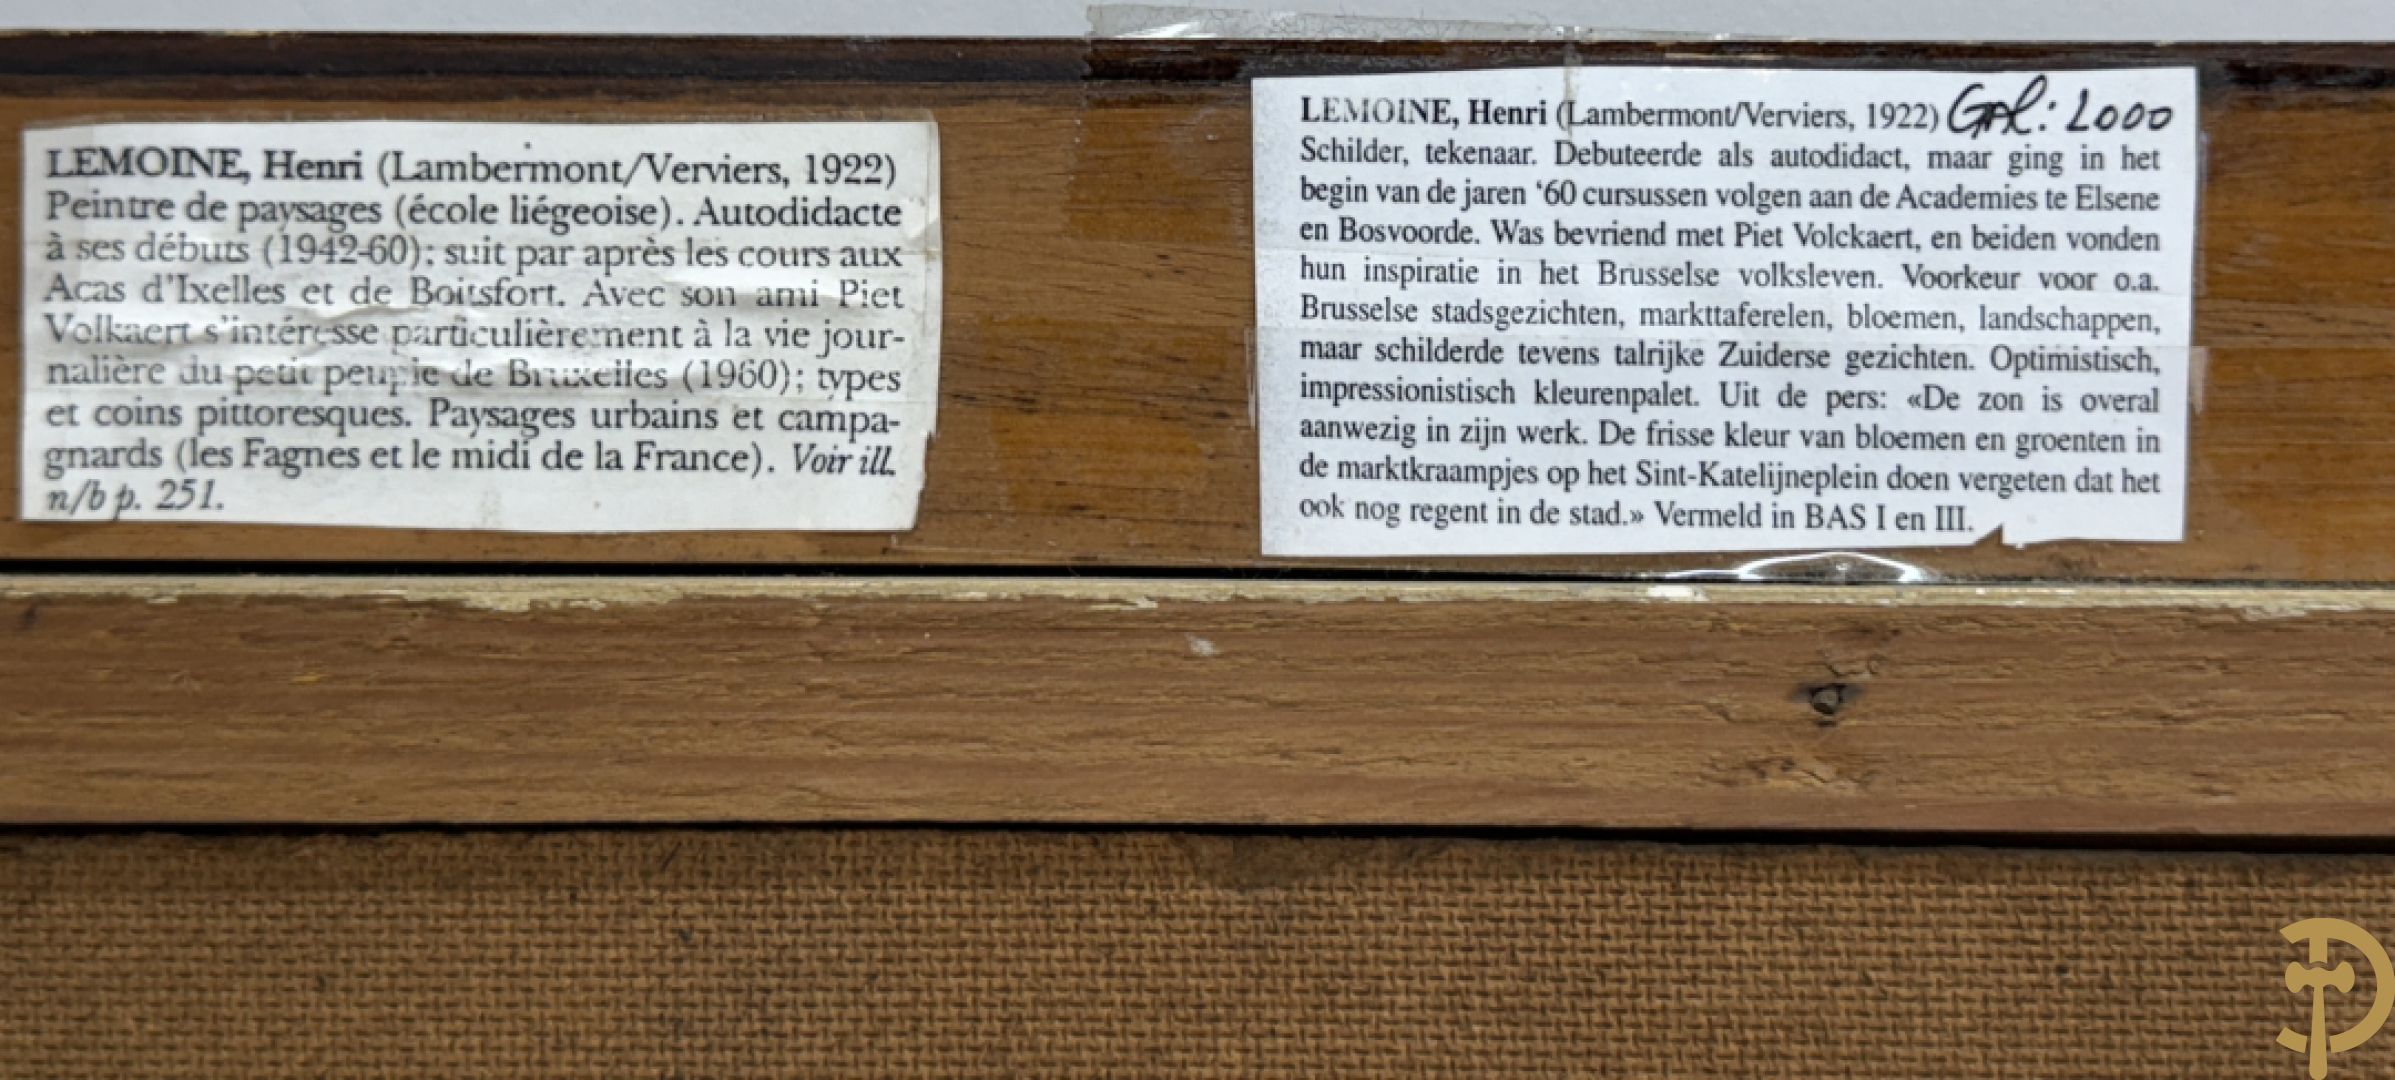 LEMOINE, Henri (Lambermont/Verviers, 1922)
Peintre de paysages (école liégeoise). Autodidacte
à ses débuts (1942-60); suit par après les cours aux
Acas d'Ixelles et de Boitsfort. Avec son ami Piet
Volkaert s'intéresse particulièrement à la vie jour-
nalière du petit peuple de Bruxelles (1960); types
et coins pittoresques. Paysages urbains et campa-
gnards (les Fagnes et le midi de la France). Voir ill.
n/b p. 251.
LEMOINE, Henri (Lambermont/Verviers, 1922) Gal: 2000
Schilder, tekenaar. Debuteerde als autodidact, maar ging in het
begin van de jaren ‘60 cursussen volgen aan de Academies te Elsene
en Bosvoorde. Was bevriend met Piet Volckaert, en beiden vonden
hun inspiratie in het Brusselse volksleven. Voorkeur voor o.a.
Brusselse stadsgezichten, markttaferelen, bloemen, landschappen,
maar schilderde tevens talrijke Zuiderse gezichten. Optimistisch,
impressionistisch kleurenpalet. Uit de pers: «De zon is overal
aanwezig in zijn werk. De frisse kleur van bloemen en groenten in
de marktkraampjes op het Sint-Katelijneplein doen vergeten dat het
ook nog regent in de stad.» Vermeld in BAS I en III.